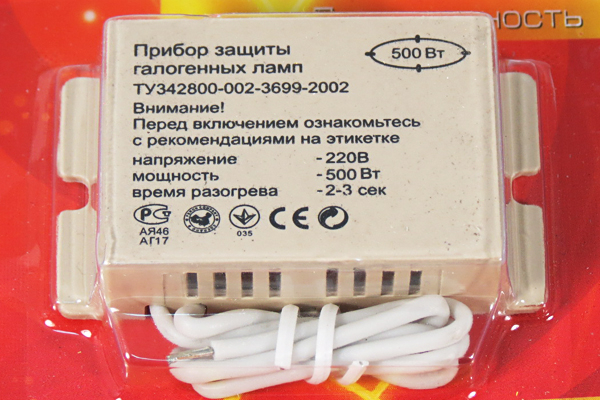 Прибор защиты
галогенных ламп
500 Вт
ТУ342800-002-3699-2002
Внимание!
Перед включением ознакомьтесь
с рекомендациями на этикетке
напряжение - 220В
мощность - 500 Вт
время разогрева - 2-3 сек
АЯ46
АГ17
035
CE